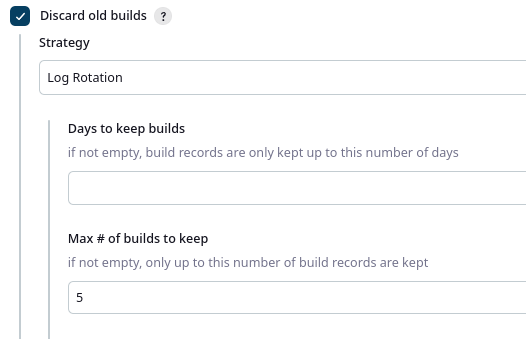 Discard old builds ?
Strategy
Log Rotation
Days to keep builds
if not empty, build records are only kept up to this number of days
Max # of builds to keep
if not empty, only up to this number of build records are kept
5